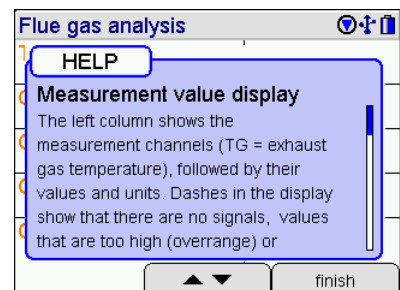 Flue gas analysis
HELP
Measurement value display
The left column shows the
measurement channels (TG = exhaust
gas temperature), followed by their
values and units. Dashes in the display
show that there are no signals, values
that are too high (overrange) or
finish